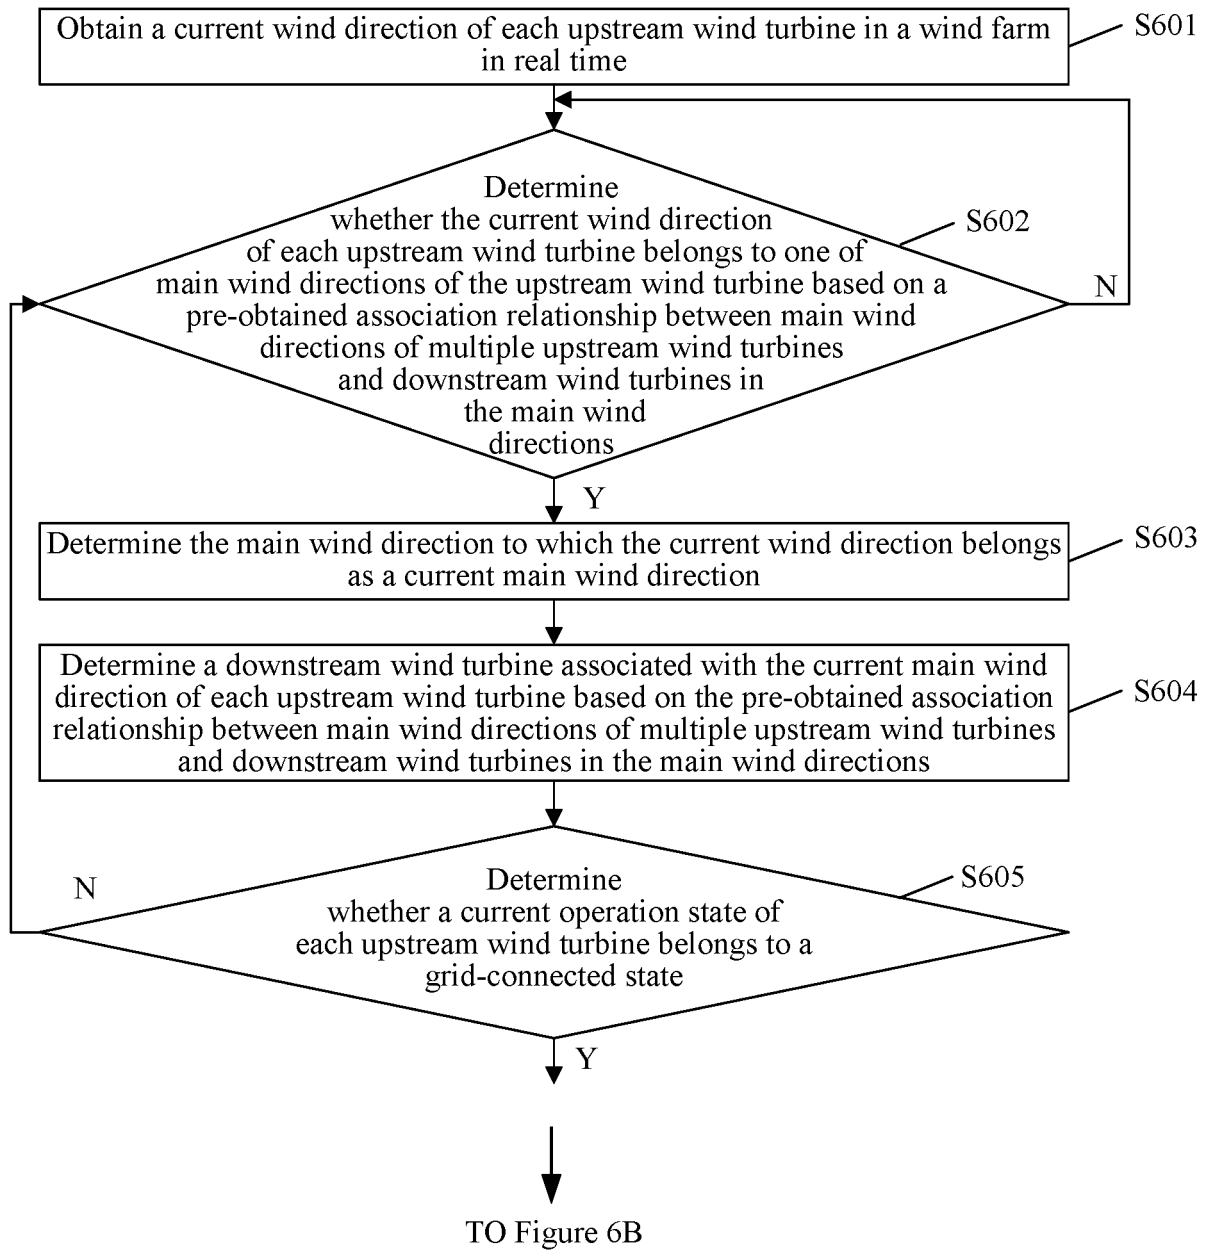 Obtain a current wind direction of each upstream wind turbine in a wind farm
in real time
S601
Determine
whether the current wind direction
of each upstream wind turbine belongs to one of
main wind directions of the upstream wind turbine based on a
pre-obtained association relationship between main wind
directions of multiple upstream wind turbines
and downstream wind turbines in
the main wind
directions
S602
N
Y
Determine the main wind direction to which the current wind direction belongs
as a current main wind direction
S603
Determine a downstream wind turbine associated with the current main wind
direction of each upstream wind turbine based on the pre-obtained association
relationship between main wind directions of multiple upstream wind turbines
and downstream wind turbines in the main wind directions
S604
Determine
whether a current operation state of
each upstream wind turbine belongs to a
grid-connected state
S605
N
Y
TO Figure 6B